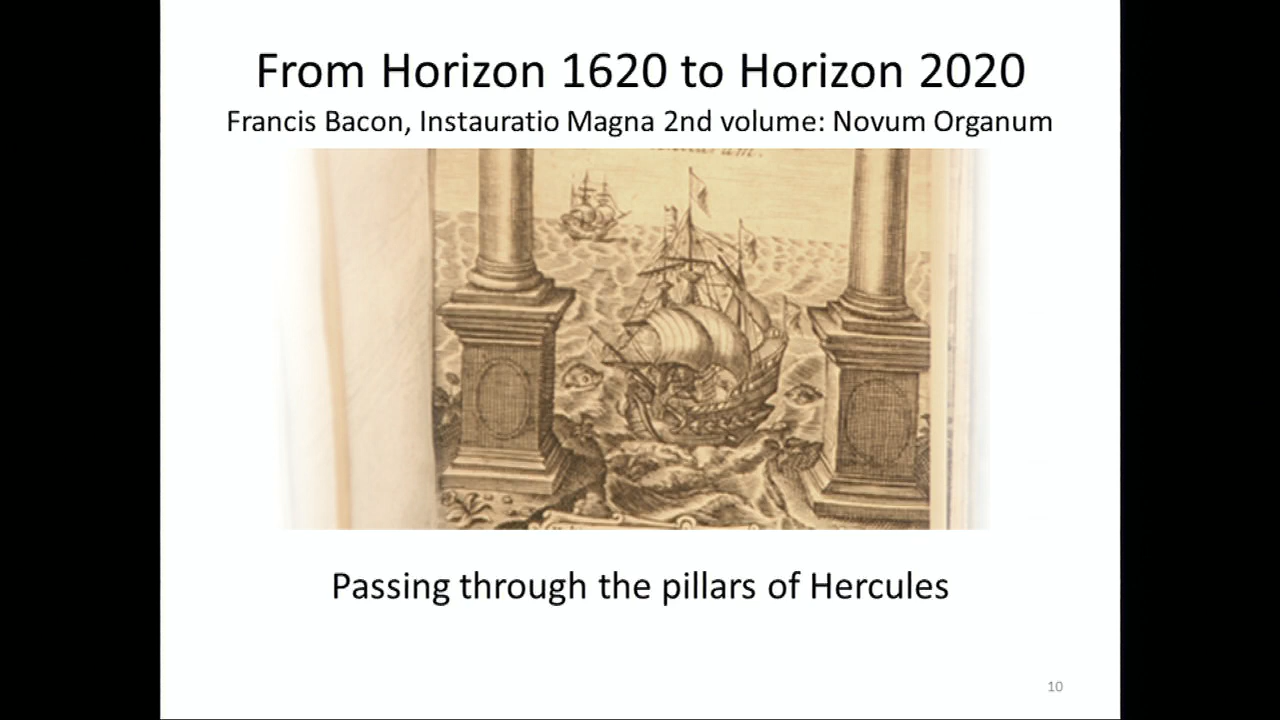 From Horizon 1620 to Horizon 2020
Francis Bacon, Instauratio Magna 2nd volume: Novum Organum
Passing through the pillars of Hercules
10